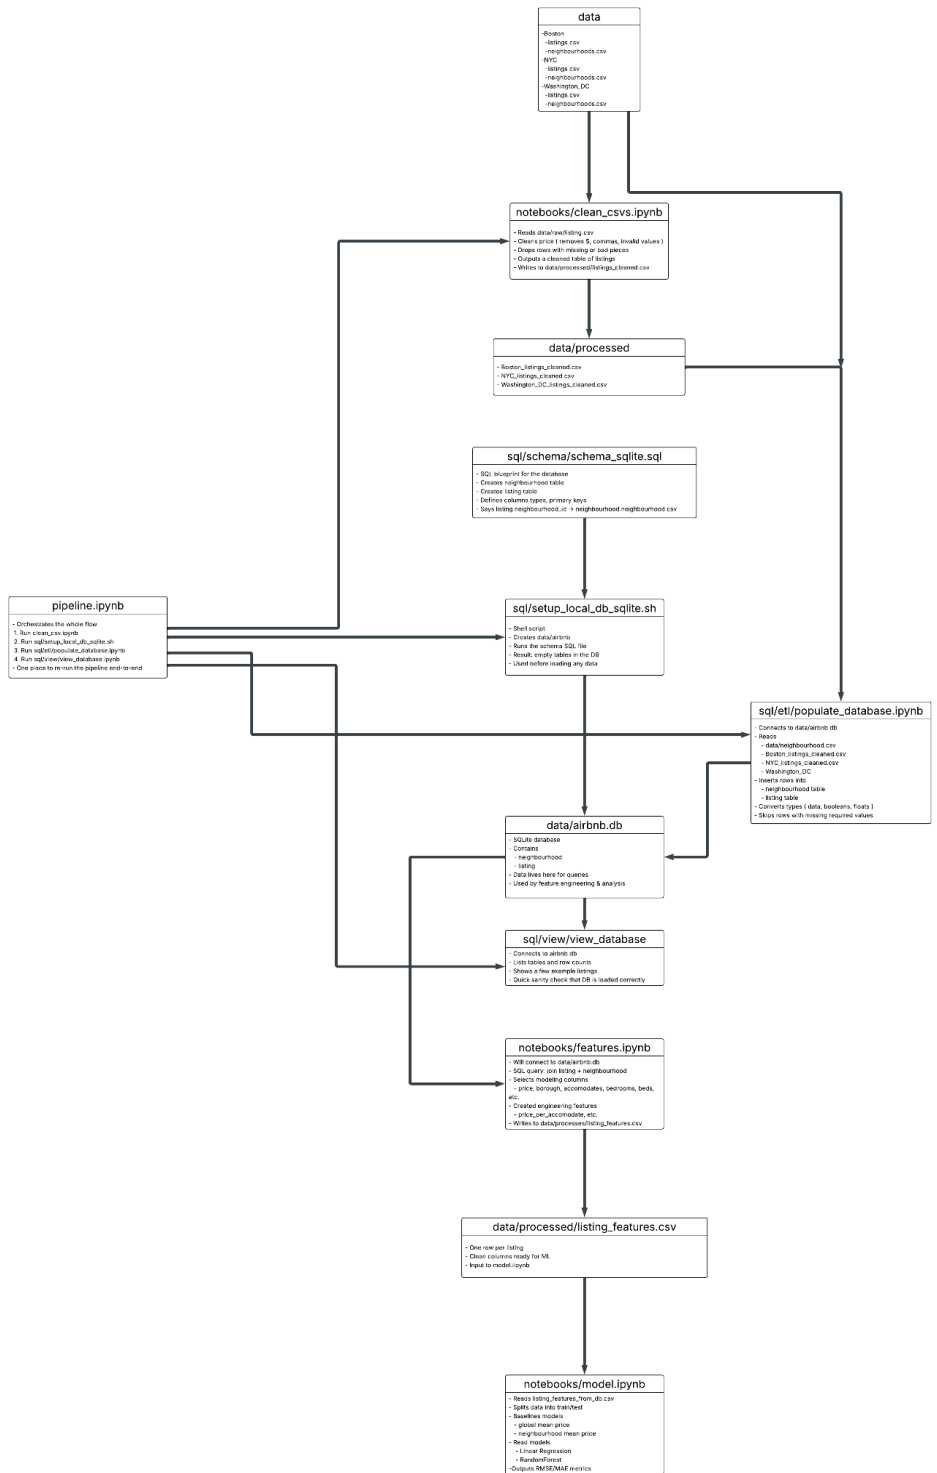 data
-Boston
-listings.csv
-neighbourhoods.csv
-NYC
-listings.csv
-neighbourhoods.csv
-Washington_DC
-listings.csv
-neighbourhoods.csv
notebooks/clean_csvs.ipynb
- Reads data/raw/listing.csv
- Cleans price ( removes $, commas, invalid values )
- Drops rows with missing or bad pieces
- Outputs a cleaned table of listings
- Writes to data/processed/listings_cleaned.csv
data/processed
- Boston_listings_cleaned.csv
- NYC_listings_cleaned.csv
- Washington_DC_listings_cleaned.csv
sql/schema/schema_sqlite.sql
- SQL blueprint for the database
- Creates neighbourhood table
- Creates listing table
- Defines columns types, primary keys
- Says listing.neighbourhood_id → neighbourhood.neighbourhood.csv
pipeline.ipynb
- Orchestrates the whole flow
1. Run clean_csv.ipynb
2. Run sql/setup_local_db_sqlite.sh
3. Run sql/etl/populate_database.ipynb
4. Run sql/view/view_database.ipynb
- One place to re-run the pipeline end-to-end
sql/setup_local_db_sqlite.sh
- Shell script
- Creates data/airbnb
- Runs the schema SQL file
- Result: empty tables in the DB
- Used before loading any data
sql/etl/populate_database.ipynb
- Connects to data/airbnb.db
- Reads
- data/neighbourhood.csv
- Boston_listings_cleaned.csv
- NYC_listings_cleaned.csv
- Washington_DC
- Inserts rows into
- neighbourhood table
- listing table
- Converts types ( data, booleans, floats )
- Skips rows with missing required values
data/airbnb.db
- SQLite database
- Contains
- neighbourhood
- listing
- Data lives here for queries
- Used by feature engineering & analysis
sql/view/view_database
- Connects to airbnb.db
- Lists tables and row counts
- Shows a few example listings
- Quick sanity check that DB is loaded correctly
notebooks/features.ipynb
- Will connect to data/airbnb.db
- SQL query: join listing + neighbourhood
- Selects modeling columns
- price, borough, accomodates, bedrooms, beds,
etc.
- Created engineering features
- price_per_accomodate, etc.
- Writes to data/processes/listing_features.csv
data/processed/listing_features.csv
- One row per listing
- Clean columns ready for ML
- Input to model.iipynb
notebooks/model.ipynb
- Reads listing_features_from_db.csv
- Splits data into train/test
- Baselines models
- global mean price
- neighbourhood mean price
- Read models
- Linear Regression
- RandomForest
-Outputs RMSE/MAE metrics